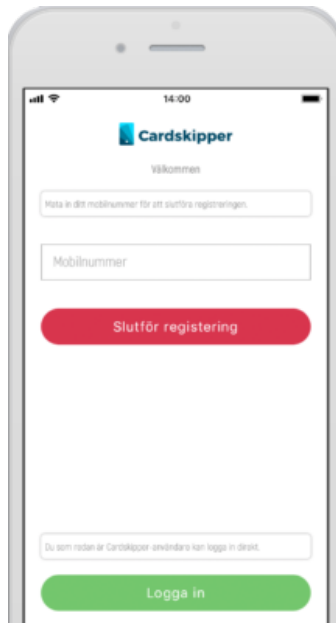 14:00
Cardskipper
Välkommen
Mata in ditt mobilnummer för att slutföra registreringen.
Mobilnummer
Slutför registering
Du som redan är Cardskipper-användare kan logga in direkt.
Logga in